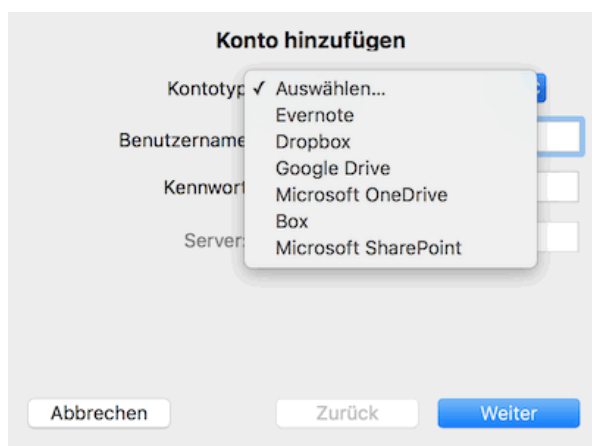 Konto hinzufügen
Kontotyp ✓ Auswählen...
Evernote
Benutzername
Dropbox
Google Drive
Kennwort
Microsoft OneDrive
Box
Server:
Microsoft SharePoint
Abbrechen Zurück Weiter